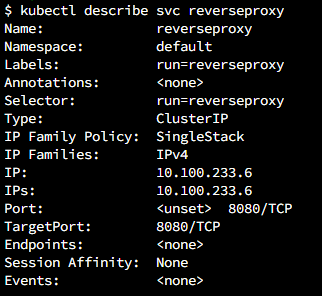 $ kubectl describe svc reverseproxy
Name:              reverseproxy
Namespace:         default
Labels:            run=reverseproxy
Annotations:       <none>
Selector:          run=reverseproxy
Type:              ClusterIP
IP Family Policy:  SingleStack
IP Families:       IPv4
IP:                10.100.233.6
IPs:               10.100.233.6
Port:              <unset>  8080/TCP
TargetPort:        8080/TCP
Endpoints:         <none>
Session Affinity:  None
Events:            <none>